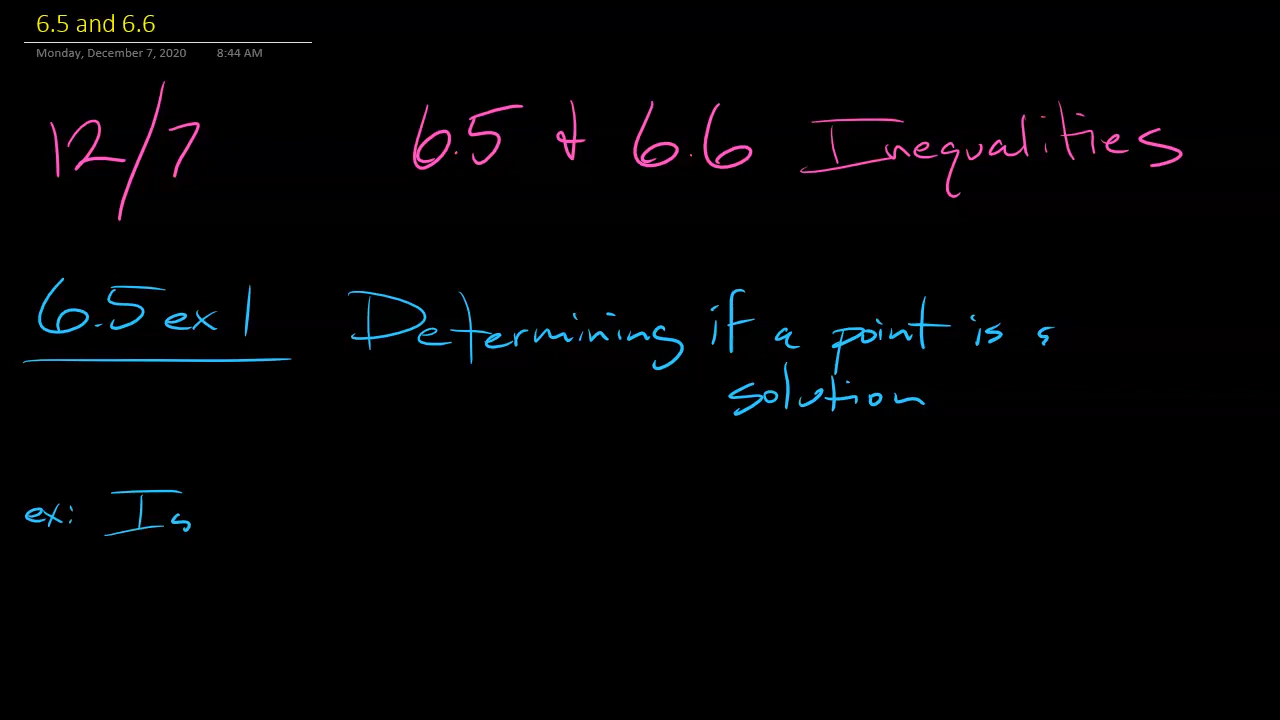 6.5 and 6.6
Monday, December 7, 2020 8:44 AM
12/7 6.5 & 6.6 Inequalities
6.5 ex 1 Determining if a point is s
solution
ex: Is